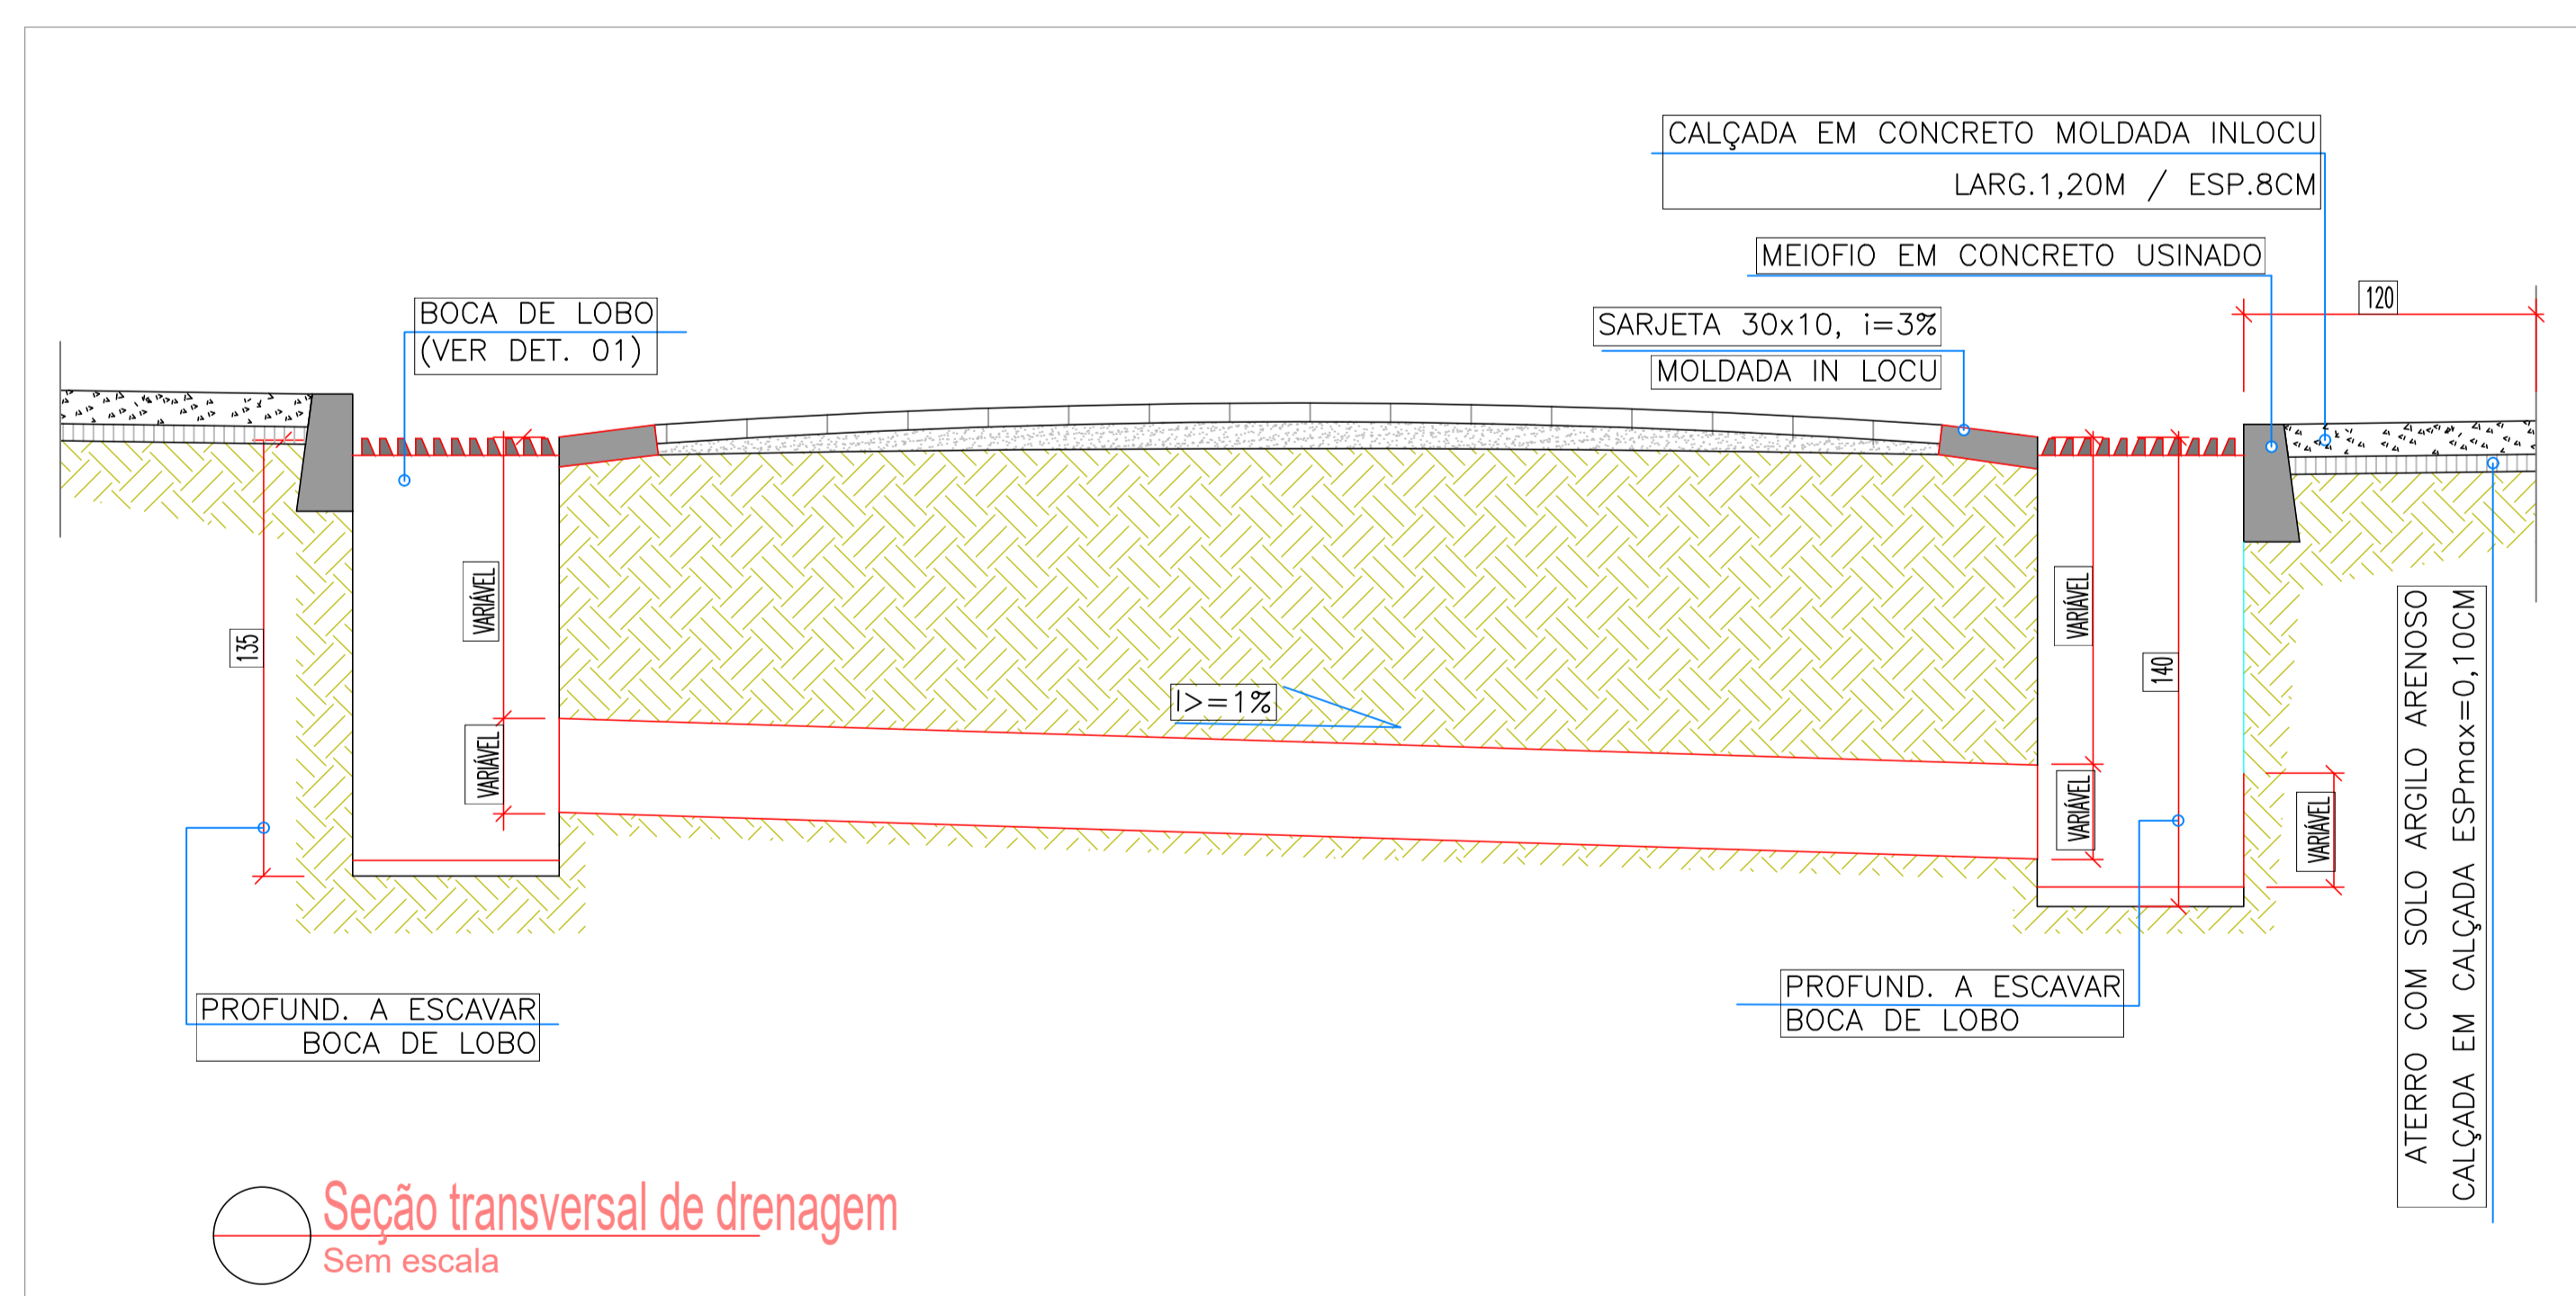 CALÇADA EM CONCRETO MOLDADA INLOCU
LARG.1,20M / ESP.8CM
MEIOFIO EM CONCRETO USINADO
120
BOCA DE LOBO
(VER DET. 01)
SARJETA 30x10, i=3%
MOLDADA IN LOCU
135
VARIÁVEL
VARIÁVEL
I>=1%
VARIÁVEL
VARIÁVEL
140
VARIÁVEL
ATERRO COM SOLO ARGILO ARENOSO
CALÇADA EM CALÇADA ESPmax=0,10CM
PROFUND. A ESCAVAR
BOCA DE LOBO
PROFUND. A ESCAVAR
BOCA DE LOBO
Seção transversal de drenagem
Sem escala